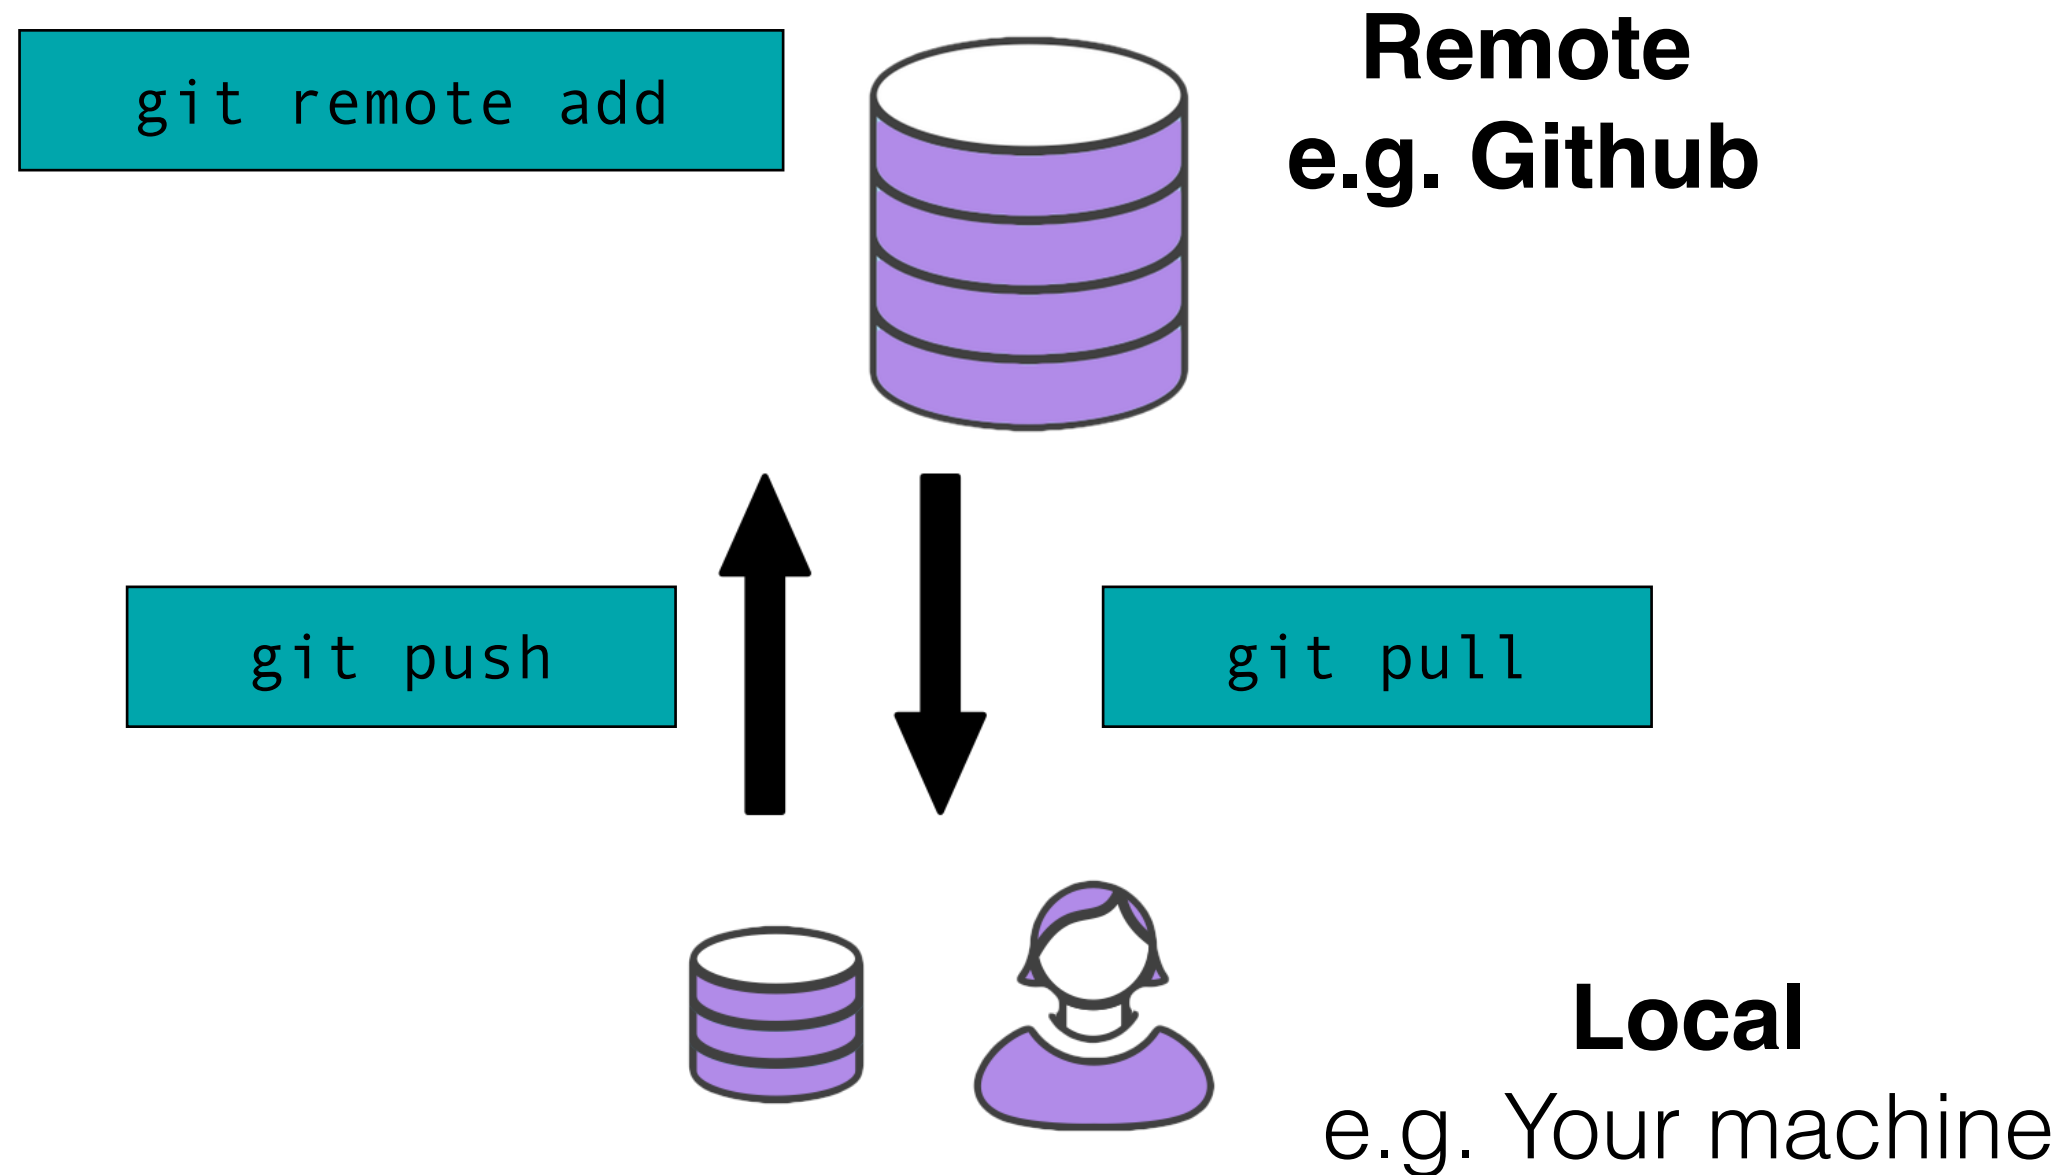 git remote add
Remote
e.g. Github
git push
git pull
Local
e.g. Your machine